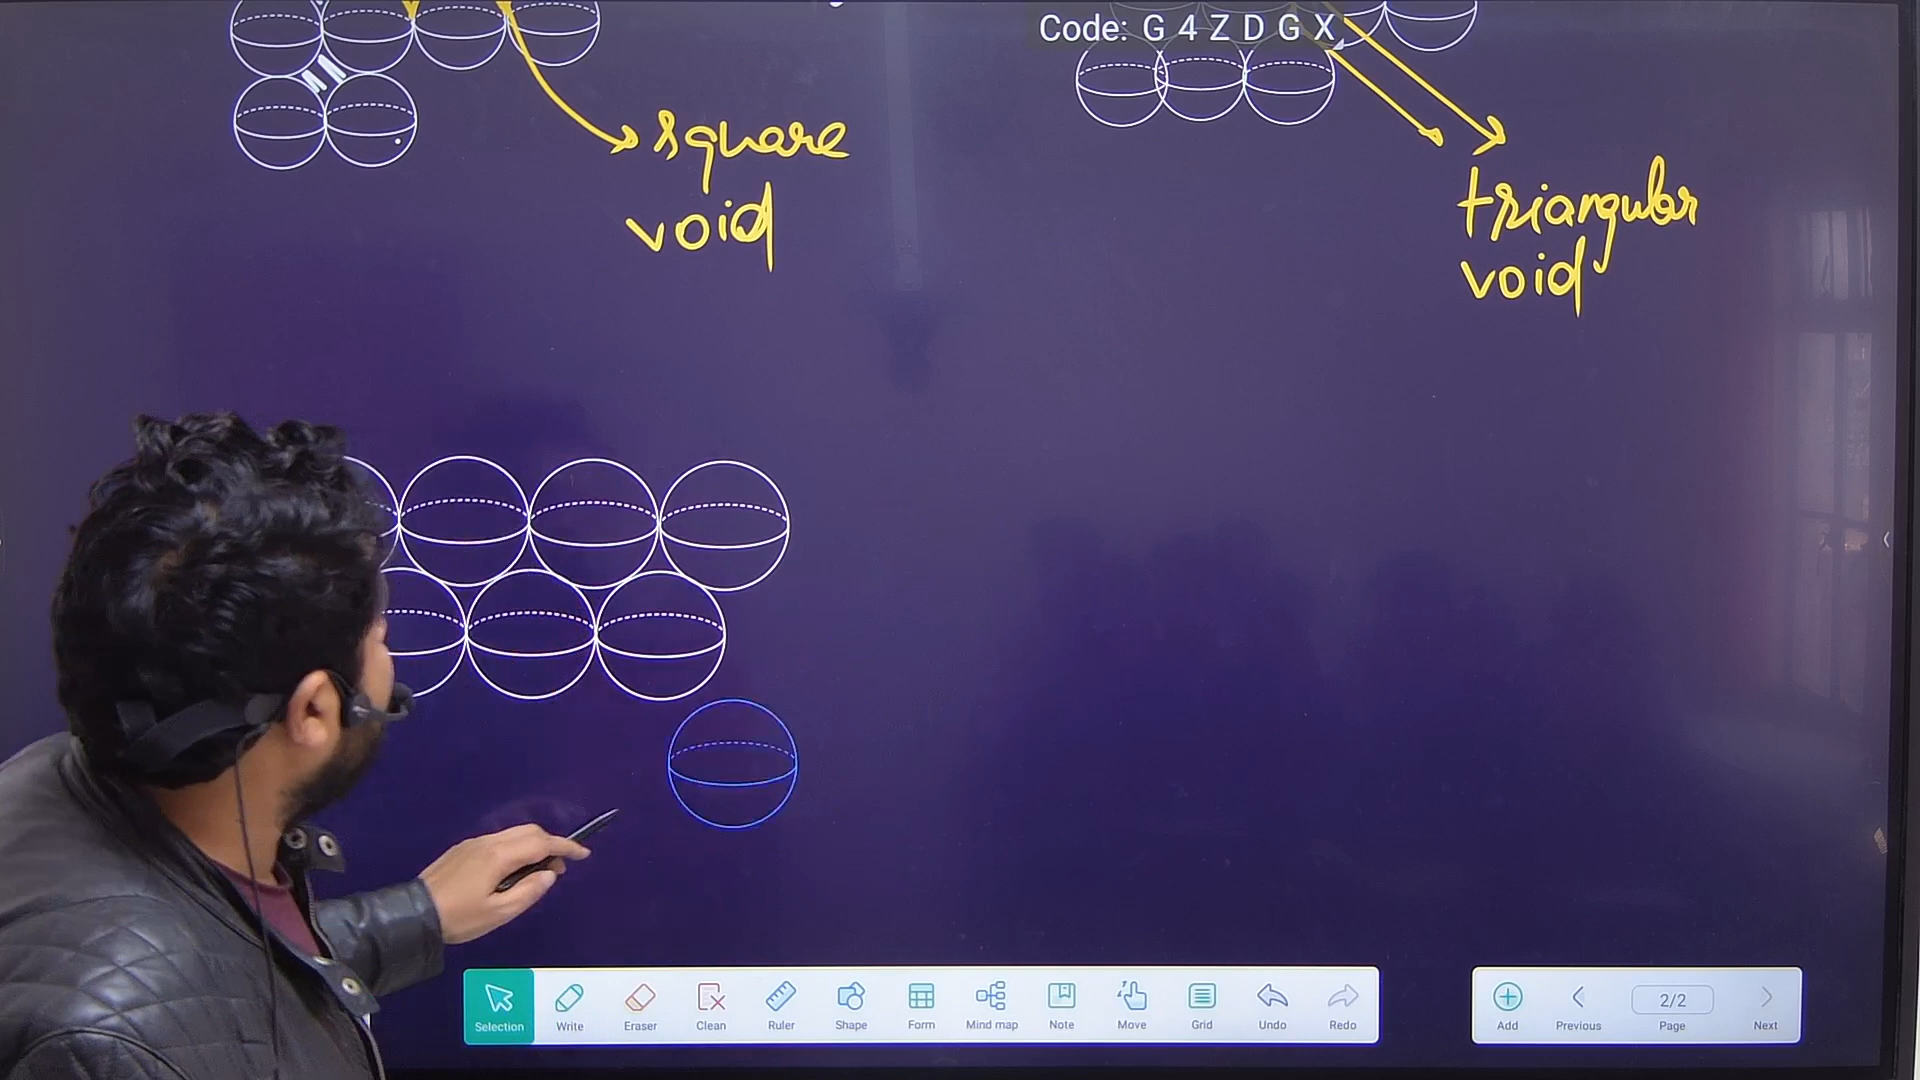 Code: G 4 Z D G X
square
void
triangular
void
Selection
Write
Eraser
Clean
Ruler
Shape
Form
Mind map
Note
Move
Grid
Undo
Redo
Add
Previous
2/2
Page
Next